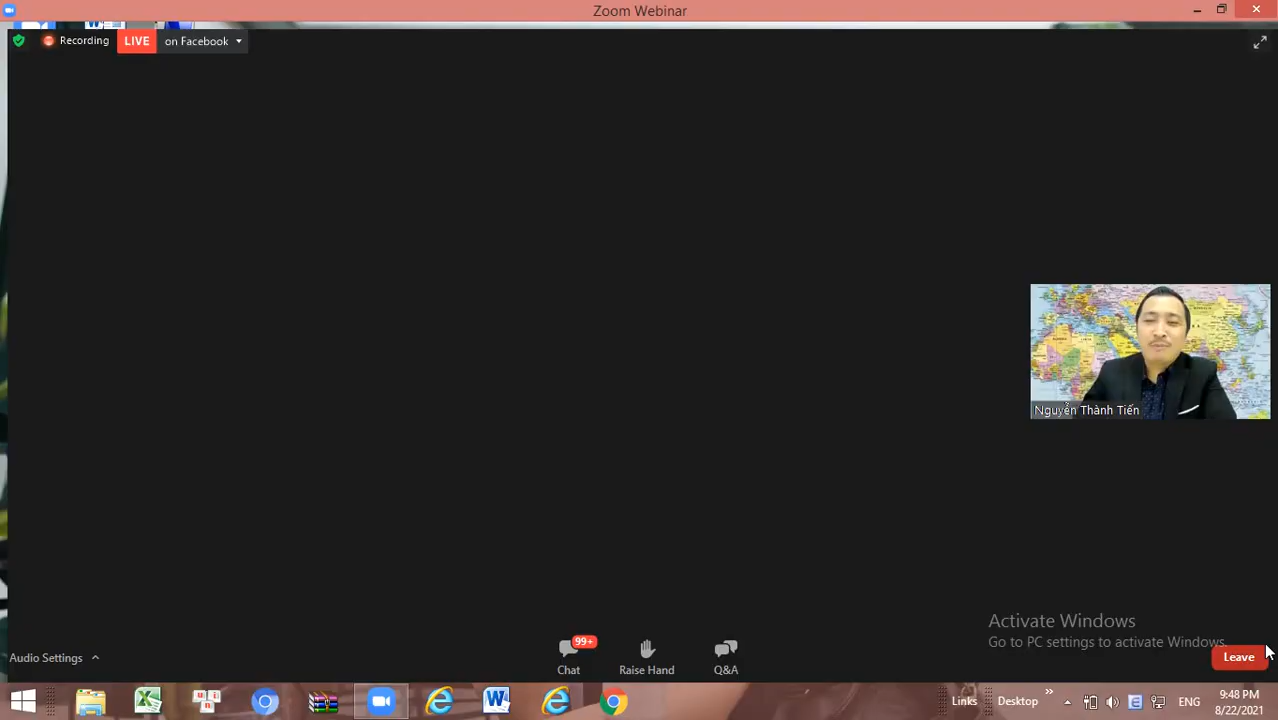 Zoom Webinar
Recording
LIVE
on Facebook
Nguyễn Thành Tiến
Activate Windows
Go to PC settings to activate Windows.
Audio Settings
99+
Chat
Raise Hand
Q&A
Leave
Links
Desktop
ENG
9:48 PM
8/22/2021